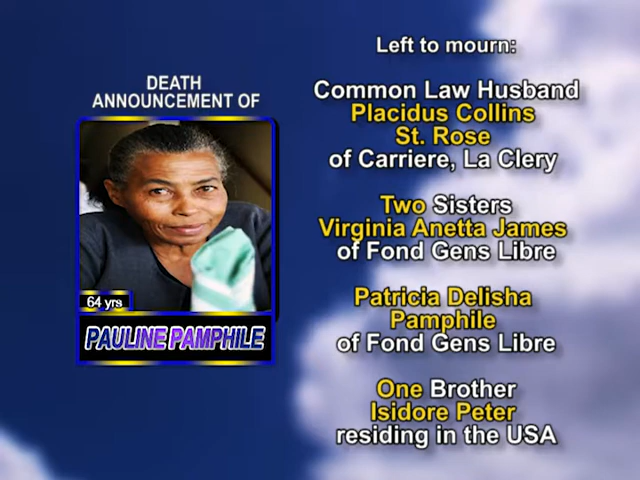 DEATH
ANNOUNCEMENT OF
64 yrs
PAULINE PAMPHILE
Left to mourn:
Common Law Husband
Placidus Collins
St. Rose
of Carriere, La Clery
Two Sisters
Virginia Anetta James
of Fond Gens Libre
Patricia Delisha
Pamphile
of Fond Gens Libre
One Brother
Isidore Peter
residing in the USA